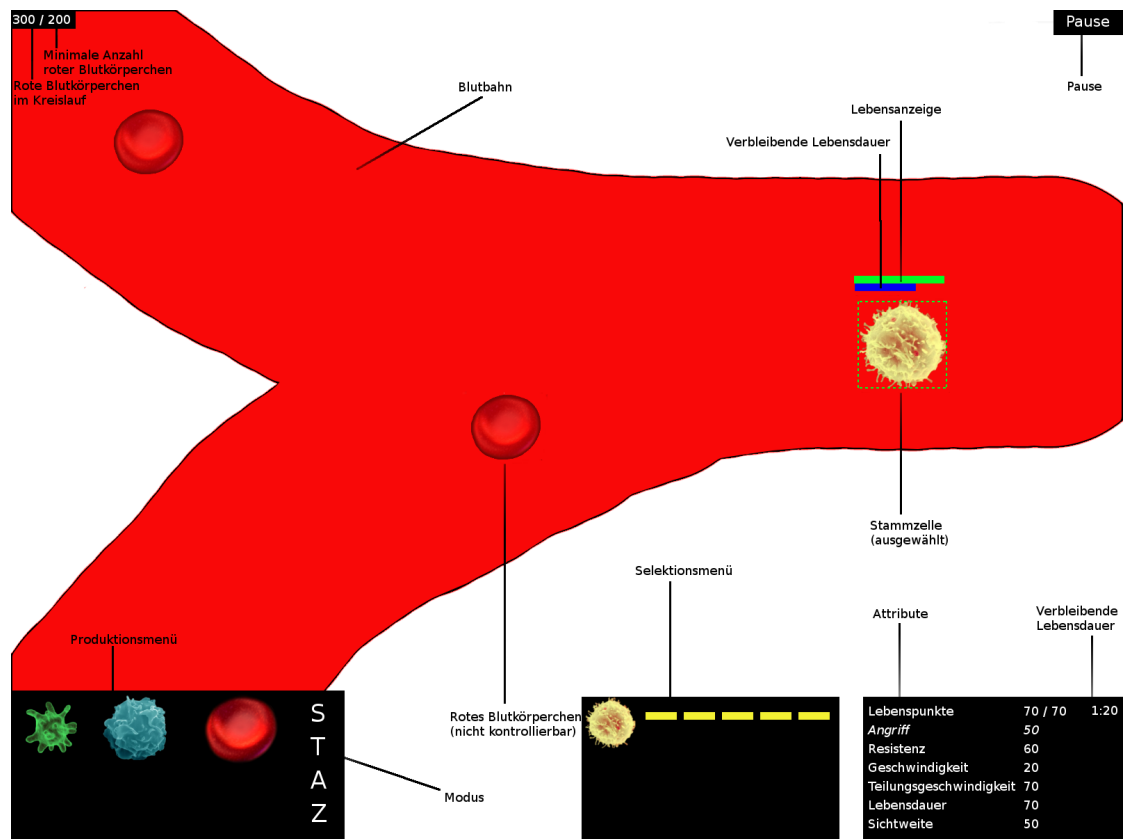 300 / 200
Pause
Minimale Anzahl
roter Blutkörperchen
Rote Blutkörperchen
im Kreislauf
Blutbahn
Pause
Lebensanzeige
Verbleibende Lebensdauer
Stammzelle
(ausgewählt)
Selektionsmenü
Attribute
Verbleibende
Lebensdauer
Produktionsmenü
Rotes Blutkörperchen
(nicht kontrollierbar)
Modus
S
T
A
Z
Lebenspunkte 70 / 70 1:20
Angriff 50
Resistenz 60
Geschwindigkeit 20
Teilungsgeschwindigkeit 70
Lebensdauer 70
Sichtweite 50